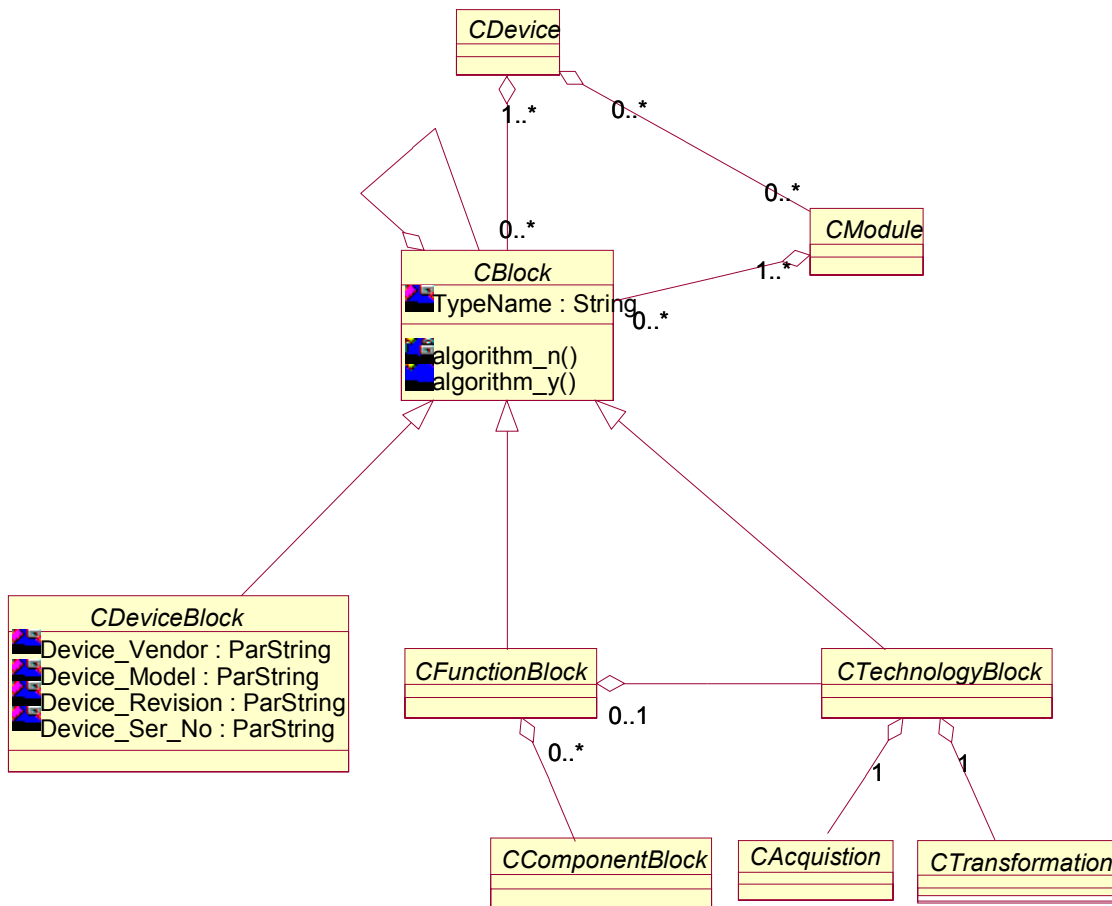 CDevice
1..*
0..*
0..*
0..*
CModule
1..*
0..*
CBlock
TypeName : String
algorithm_n()
algorithm_y()
CDeviceBlock
Device_Vendor : ParString
Device_Model : ParString
Device_Revision : ParString
Device_Ser_No : ParString
CFunctionBlock
0..1
0..*
CTechnologyBlock
1
1
CComponentBlock
CAcquistion
CTransformation